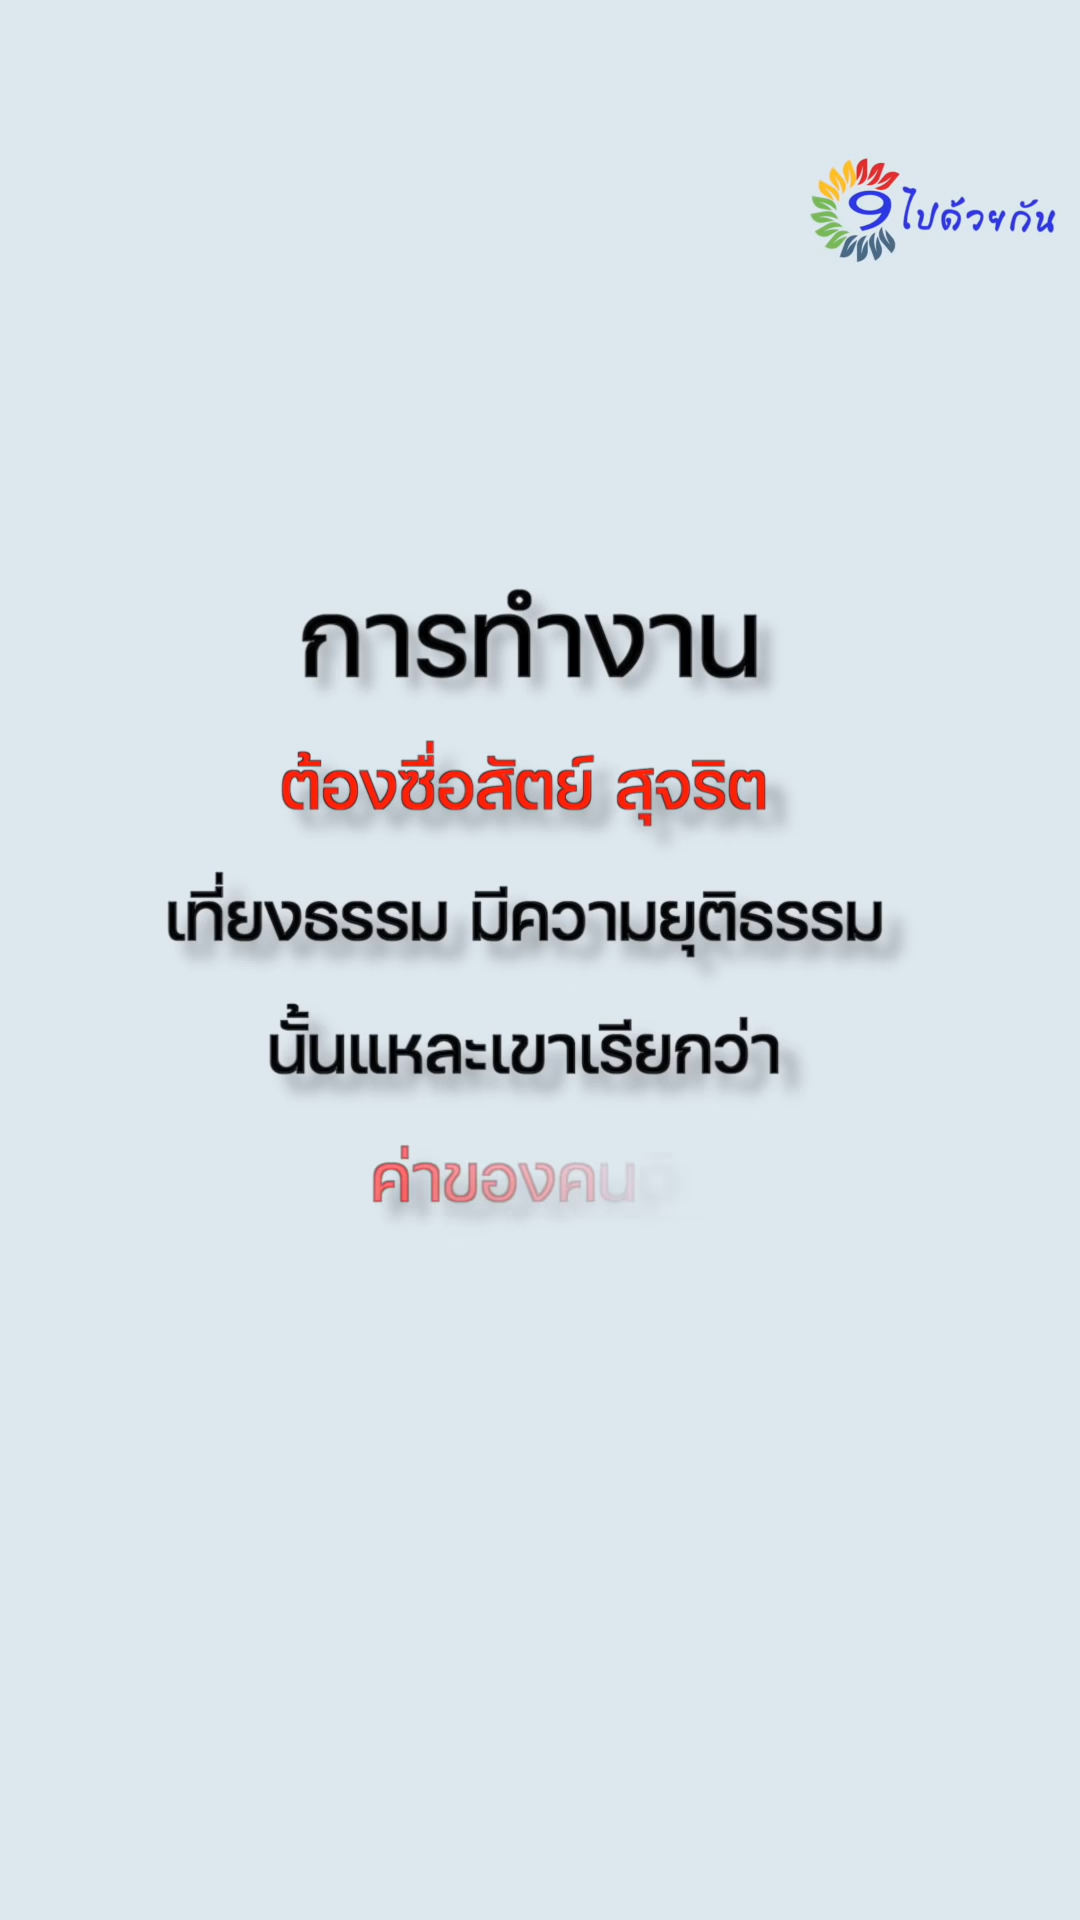 9 ไปด้วยกัน
การทำงาน
ต้องซื่อสัตย์ สุจริต
เที่ยงธรรม มีความยุติธรรม
นั้นแหละเขาเรียกว่า
ค่าของคน